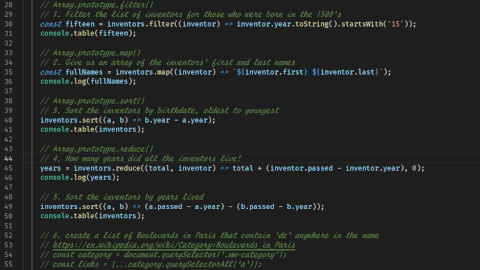 28 // Array.prototype.filter()
29 // 1. Filter the list of inventors for those who were born in the 1500's
30 const fifteen = inventors.filter((inventor) => inventor.year.toString().startsWith('15'));
31 console.table(fifteen);
32
33 // Array.prototype.map()
34 // 2. Give us an array of the inventors' first and last names
35 const fullNames = inventors.map((inventor) => `${inventor.first} ${inventor.last}`);
36 console.log(fullNames);
37
38 // Array.prototype.sort()
39 // 3. Sort the inventors by birthdate, oldest to youngest
40 inventors.sort((a, b) => b.year - a.year);
41 console.table(inventors);
42
43 // Array.prototype.reduce()
44 // 4. How many years did all the inventors live?
45 years = inventors.reduce((total, inventor) => total + (inventor.passed - inventor.year), 0);
46 console.log(years);
47
48 // 5. Sort the inventors by years lived
49 inventors.sort((a, b) => (a.passed - a.year) - (b.passed - b.year));
50 console.table(inventors);
51
52 // 6. create a list of Boulevards in Paris that contain 'de' anywhere in the name
53 // https://en.wikipedia.org/wiki/Category:Boulevards_in_Paris
54 // const category = document.querySelector('.mw-category');
55 // const links = [...category.querySelectorAll('a')];